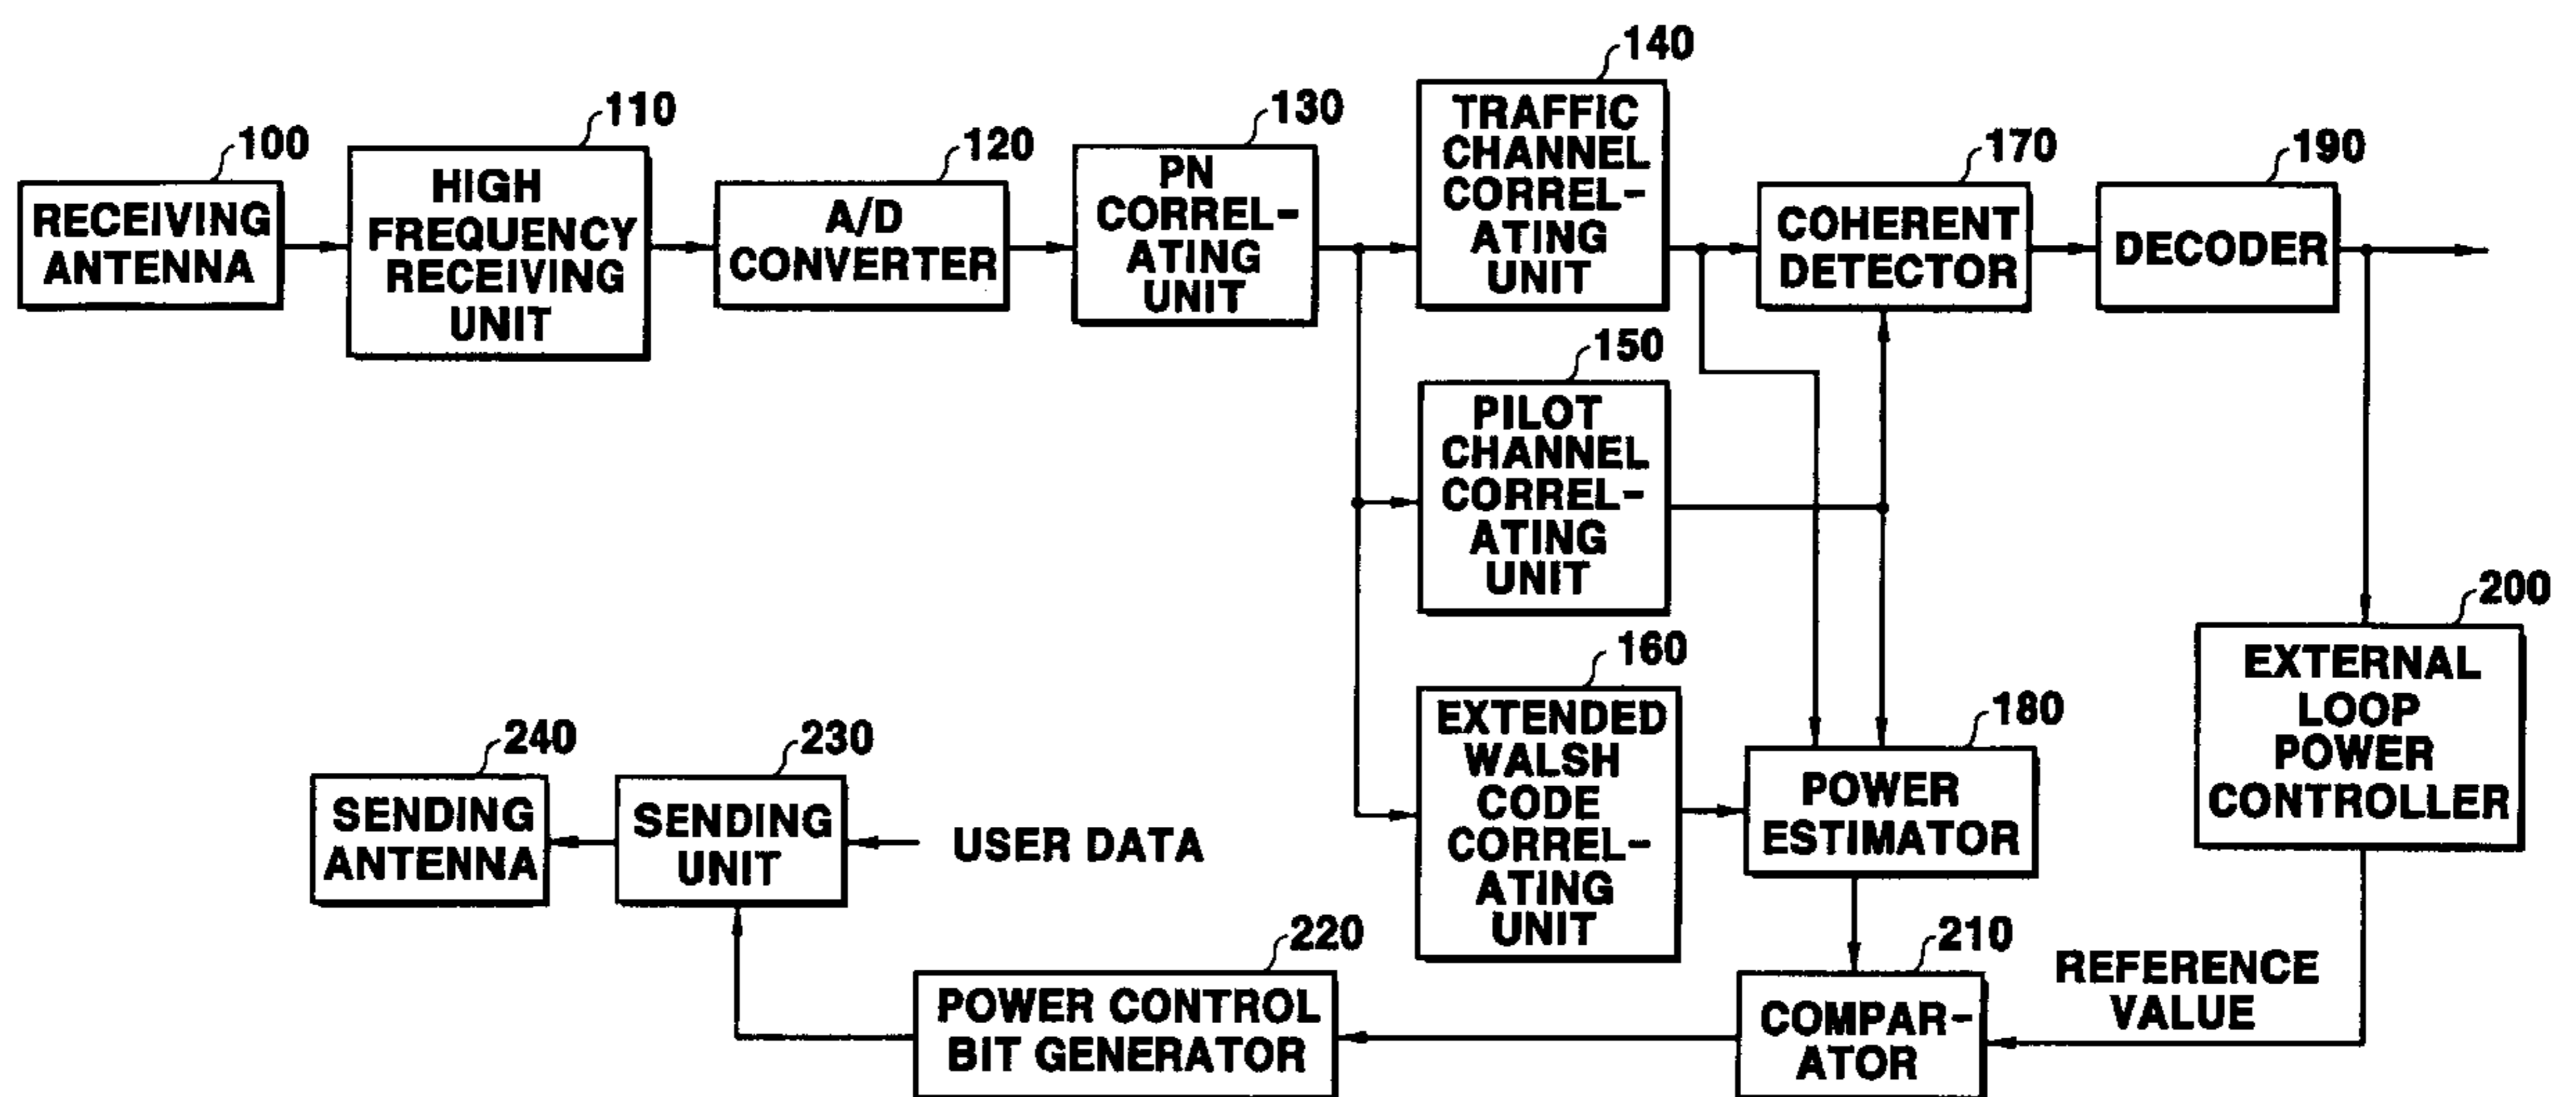 100
RECEIVING
ANTENNA
110
HIGH
FREQUENCY
RECEIVING
UNIT
120
A/D
CONVERTER
130
PN
CORREL-
ATING
UNIT
140
TRAFFIC
CHANNEL
CORREL-
ATING
UNIT
170
COHERENT
DETECTOR
190
DECODER
150
PILOT
CHANNEL
CORREL-
ATING
UNIT
160
EXTENDED
WALSH
CODE
CORREL-
ATING
UNIT
180
POWER
ESTIMATOR
200
EXTERNAL
LOOP
POWER
CONTROLLER
240
SENDING
ANTENNA
230
SENDING
UNIT
USER DATA
220
POWER CONTROL
BIT GENERATOR
210
COMPAR-
ATOR
REFERENCE
VALUE